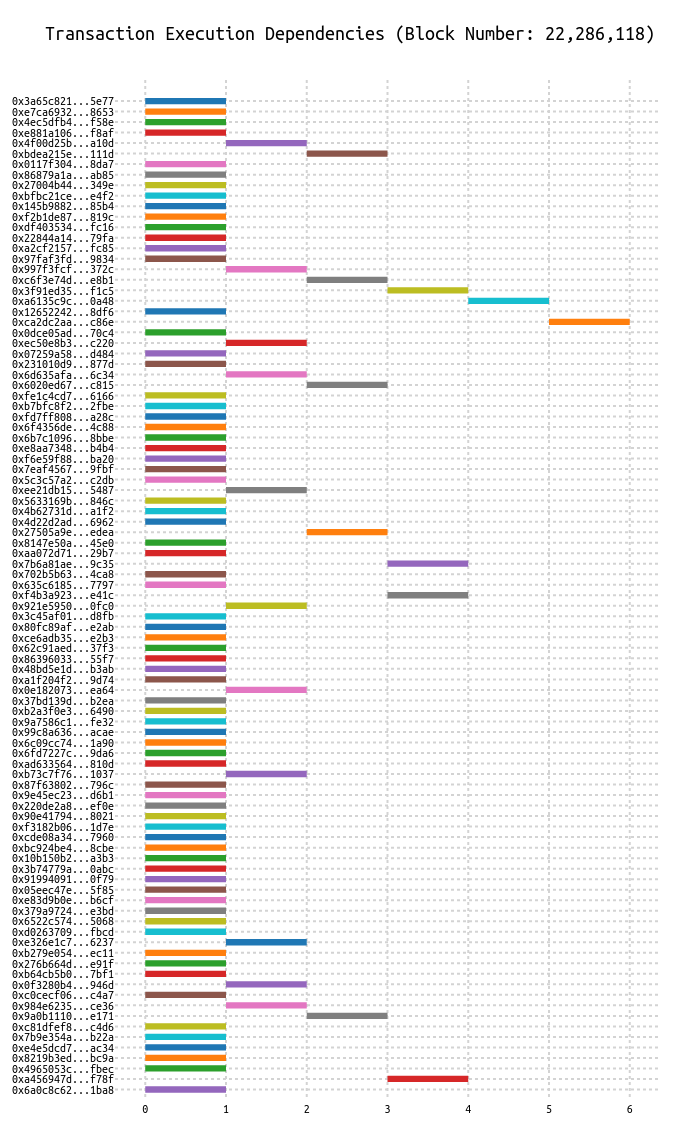 Transaction Execution Dependencies (Block Number: 22,286,118)
0x3a65c821...5e77
0xe7ca6932...8653
0x4ec5dfb4...f58e
0xe881a106...f8af
0x4f00d25b...a10d
0xbdea215e...111d
0x0117f304...8da7
0x86879a1a...ab85
0x27004b44...349e
0xbfbc21ce...e4f2
0x145b9882...85b4
0xf2b1de87...819c
0xdf403534...fc16
0x22844a14...79fa
0xa2cf2157...fc85
0x97faf3fd...9834
0x997f3fcf...372c
0xc6f3e74d...e8b1
0x3f91ed35...f1c5
0xa6135c9c...0a48
0x12652242...8df6
0xca2dc2aa...c86e
0x0dce05ad...70c4
0xec50e8b3...c220
0x07259a58...d484
0x231010d9...877d
0x6d635afa...6c34
0x6020ed67...c815
0xfe1c4cd7...6166
0xb7bfc8f2...2fbe
0xfd7ff808...a28c
0x6f4356de...4c88
0x6b7c1096...8bbe
0xe8aa7348...b4b4
0xf6e59f88...ba20
0x7eaf4567...9fbf
0x5c3c57a2...c2db
0xee21db15...5487
0x5633169b...846c
0x4b62731d...a1f2
0x4d22d2ad...6962
0x27505a9e...edea
0x8147e50a...45e0
0xaa072d71...29b7
0x7b6a81ae...9c35
0x702b5b63...4ca8
0x635c6185...7797
0xf4b3a923...e41c
0x921e5950...0fc0
0x3c45af01...d8fb
0x80fc89af...e2ab
0xce6adb35...e2b3
0x62c91aed...37f3
0x86396033...55f7
0x48bd5e1d...b3ab
0xa1f204f2...9d74
0x0e182073...ea64
0x37bd139d...b2ea
0xb2a3f0e3...6490
0x9a7586c1...fe32
0x99c8a636...acae
0x6c09cc74...1a90
0x6fd7227c...9da6
0xad633564...810d
0xb73c7f76...1037
0x87f63802...796c
0x9e45ec23...d6b1
0x220de2a8...ef0e
0x90e41794...8021
0xf3182b06...1d7e
0xcde08a34...7960
0xbc924be4...8cbe
0x10b150b2...a3b3
0x3b74779a...0abc
0x91994091...0f79
0x05eec47e...5f85
0xe83d9b0e...b6cf
0x379a9724...e3bd
0x6522c574...5068
0xd0263709...fbcd
0xe326e1c7...6237
0xb279e054...ec11
0x276b664d...e91f
0xb64cb5b0...7bf1
0x0f3280b4...946d
0xc0cecf06...c4a7
0x984e6235...ce36
0x9a0b1110...e171
0xc81dfef8...c4d6
0x7b9e354a...b22a
0xe4e5dcd7...ac34
0x8219b3ed...bc9a
0x4965053c...fbec
0xa456947d...f78f
0x6a0c8c62...1ba8
0 1 2 3 4 5 6